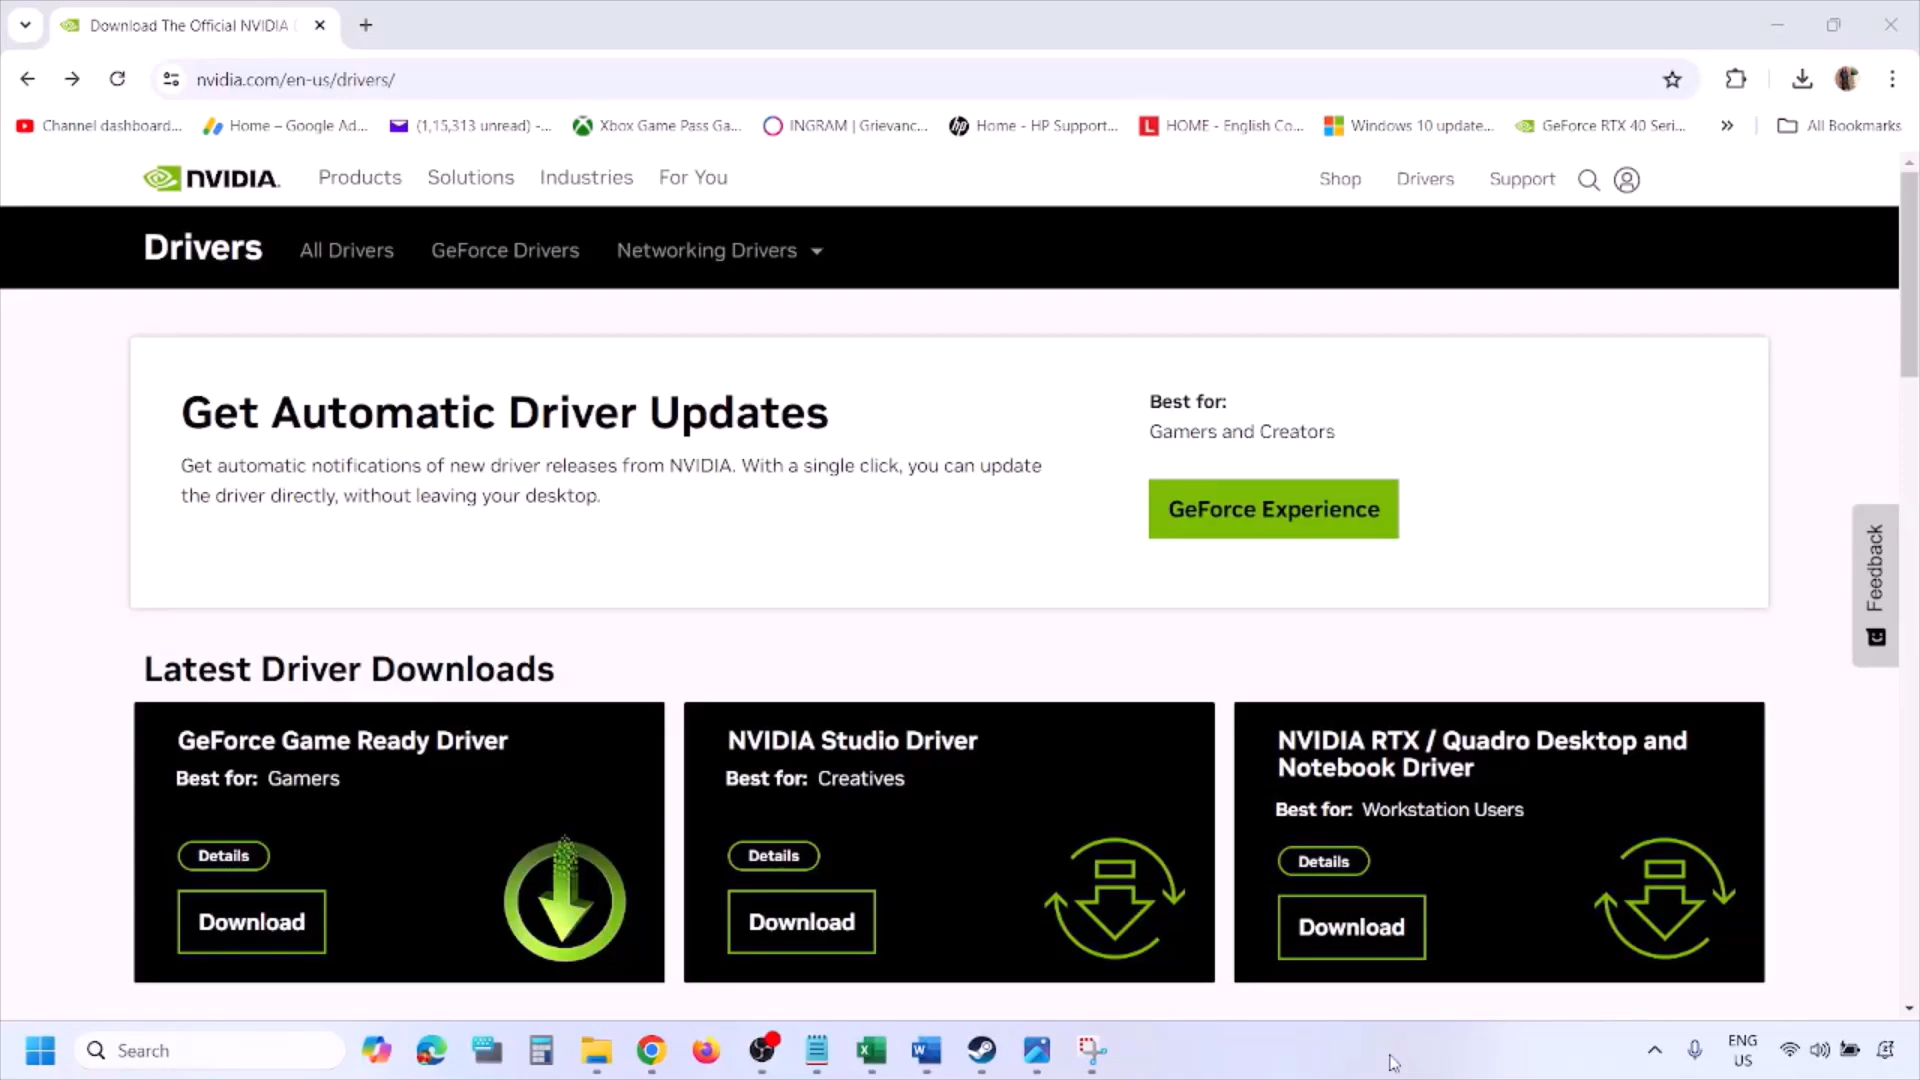 Download The Official NVIDIA
nvidia.com/en-us/drivers/
Channel dashboard...
Home – Google Ad...
(1,15,313 unread) -...
Xbox Game Pass Ga...
INGRAM | Grievanc...
Home - HP Support...
HOME - English Co...
Windows 10 update...
GeForce RTX 40 Seri...
All Bookmarks
NVIDIA.
Products
Solutions
Industries
For You
Shop
Drivers
Support
Drivers
All Drivers
GeForce Drivers
Networking Drivers
Get Automatic Driver Updates
Get automatic notifications of new driver releases from NVIDIA. With a single click, you can update
the driver directly, without leaving your desktop.
Best for:
Gamers and Creators
GeForce Experience
Feedback
Latest Driver Downloads
GeForce Game Ready Driver
Best for: Gamers
Details
Download
NVIDIA Studio Driver
Best for: Creatives
Details
Download
NVIDIA RTX / Quadro Desktop and
Notebook Driver
Best for: Workstation Users
Details
Download
Search
ENG
US